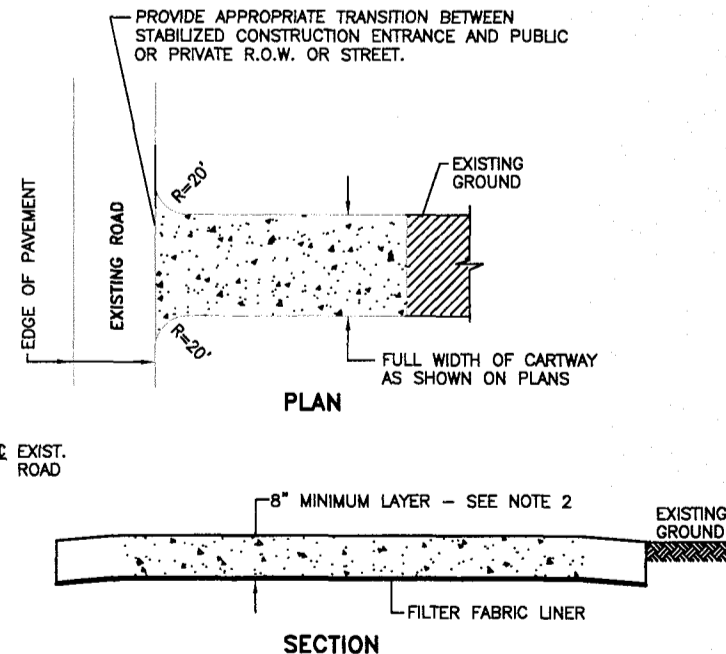 PROVIDE APPROPRIATE TRANSITION BETWEEN
STABILIZED CONSTRUCTION ENTRANCE AND PUBLIC
OR PRIVATE R.O.W. OR STREET.
EDGE OF PAVEMENT
EXISTING ROAD
R=20'
R=20'
EXISTING
GROUND
FULL WIDTH OF CARTWAY
AS SHOWN ON PLANS
PLAN
℄ EXIST.
ROAD
8" MINIMUM LAYER – SEE NOTE 2
EXISTING
GROUND
FILTER FABRIC LINER
SECTION